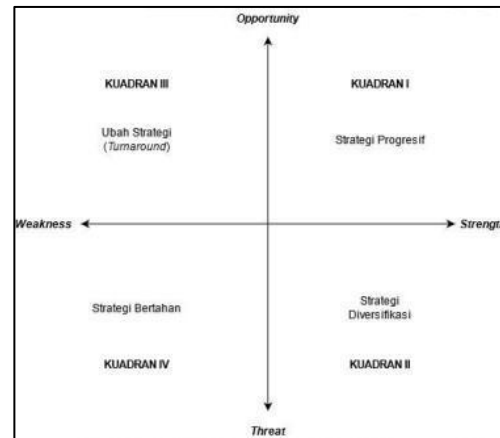 Opportunity
KUADRAN III
KUADRAN I
Ubah Strategi
(Turnaround)
Strategi Progresif
Weakness
Strength
Strategi Bertahan
Strategi
Diversifikasi
KUADRAN IV
KUADRAN II
Threat